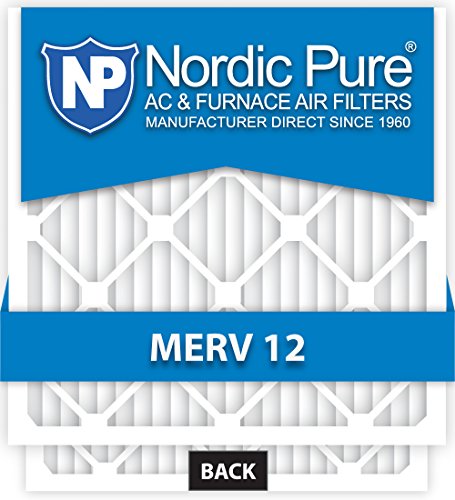 NP Nordic Pure®
AC & FURNACE AIR FILTERS
MANUFACTURER DIRECT SINCE 1960
MERV 12
BACK